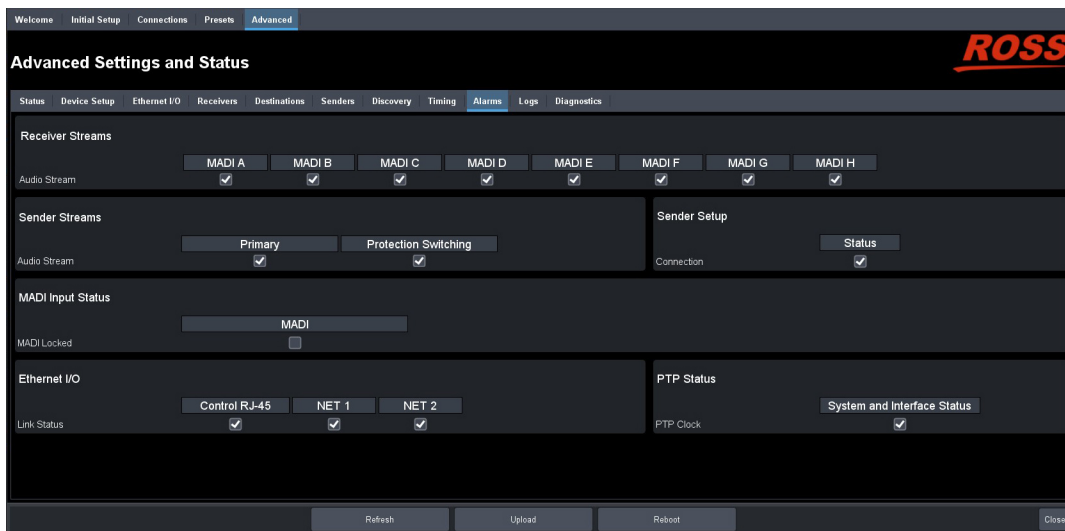 Welcome Initial Setup Connections Presets Advanced
ROSS
Advanced Settings and Status
Status Device Setup Ethernet I/O Receivers Destinations Senders Discovery Timing Alarms Logs Diagnostics
Receiver Streams
MADI A MADI B MADI C MADI D MADI E MADI F MADI G MADI H
Audio Stream
Sender Streams
Primary Protection Switching
Audio Stream
Sender Setup
Status
Connection
MADI Input Status
MADI
MADI Locked
Ethernet I/O
Control RJ-45 NET 1 NET 2
Link Status
PTP Status
System and Interface Status
PTP Clock
Refresh Upload Reboot Close